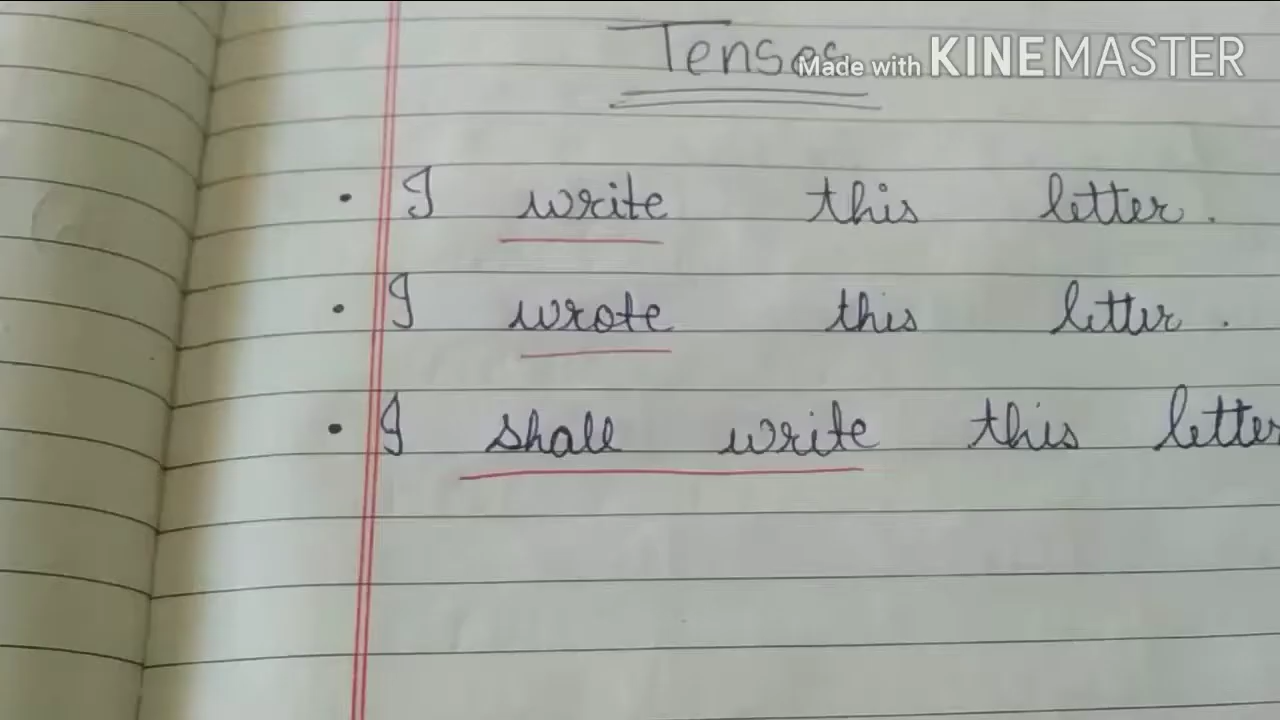 Tenses
Made with KINEMASTER
• I write this letter.
• I wrote this letter.
• I shall write this letter